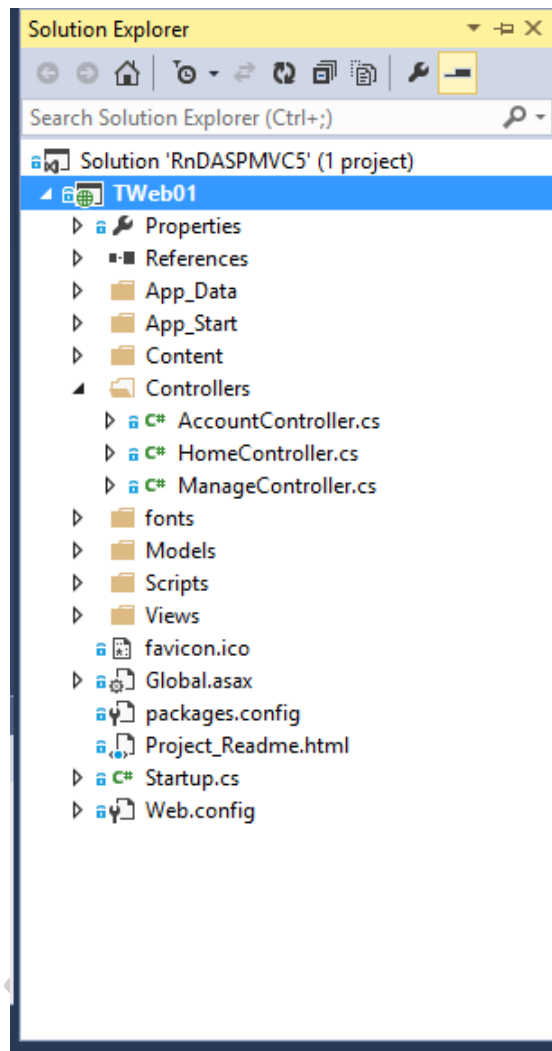 Solution Explorer
Search Solution Explorer (Ctrl+;)
Solution 'RnDASPMVC5' (1 project)
TWeb01
Properties
References
App_Data
App_Start
Content
Controllers
C# AccountController.cs
C# HomeController.cs
C# ManageController.cs
fonts
Models
Scripts
Views
favicon.ico
Global.asax
packages.config
Project_Readme.html
C# Startup.cs
Web.config